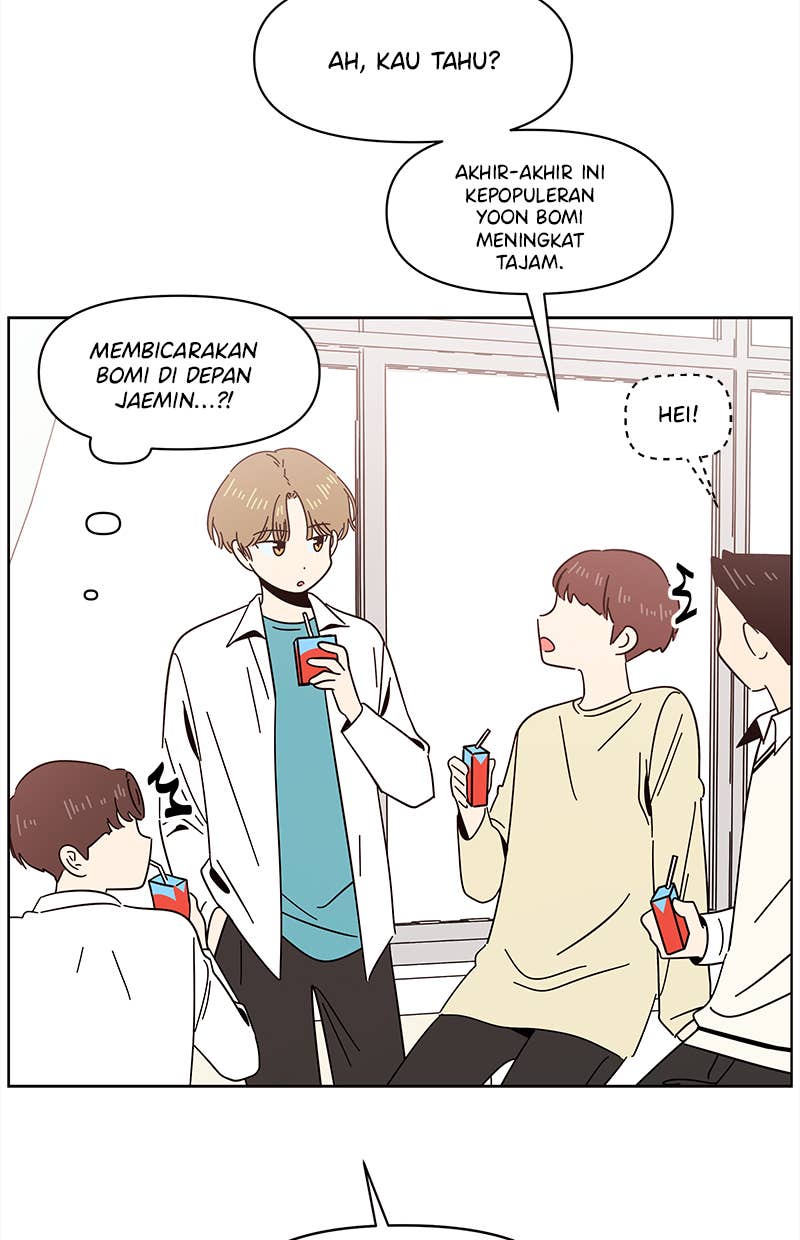 AH, KAU TAHU?
AKHIR-AKHIR INI
KEPOPULERAN
YOON BOMI
MENINGKAT
TAJAM.
MEMBICARAKAN
BOMI DI DEPAN
JAEMIN...?!
HEI!